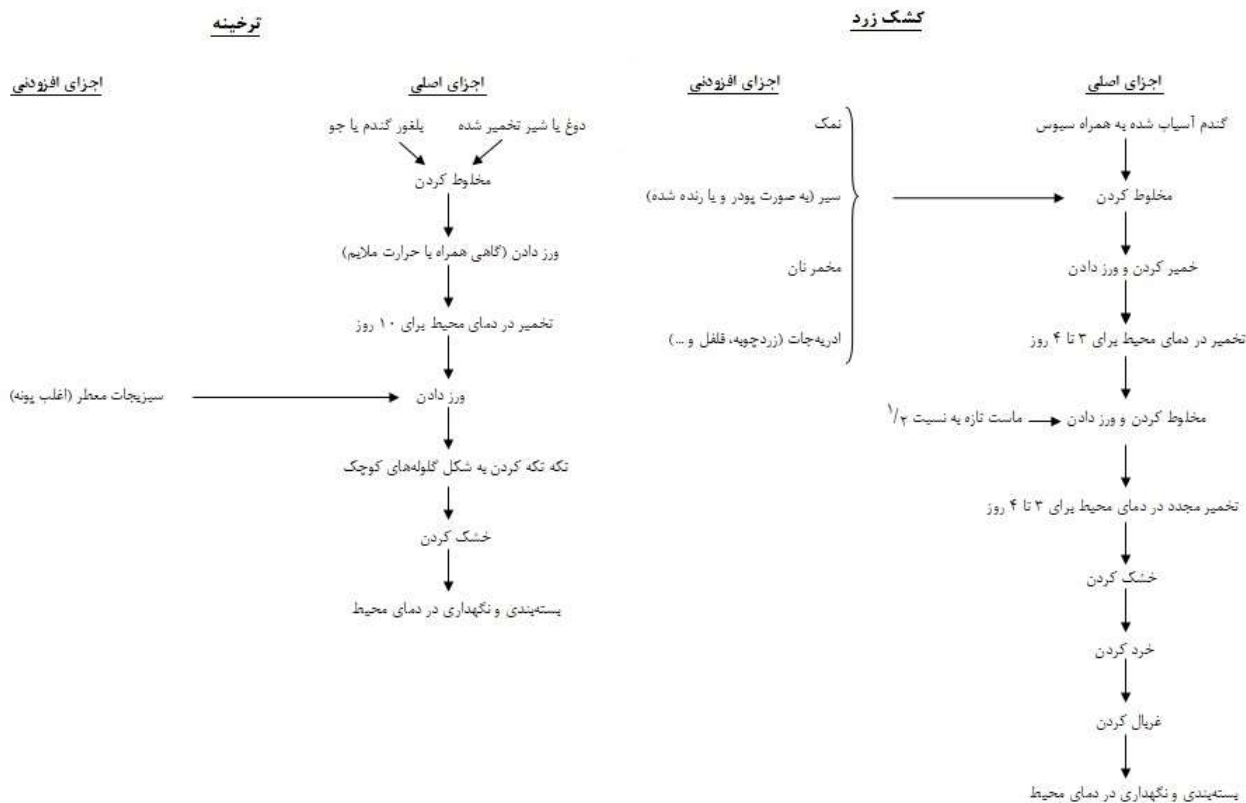 کشک زرد
اجزای اصلی
اجزای افزودنی
گندم آسیاب شده به همراه سبوس
نمک
مخلوط کردن
سیر (به صورت پودر و یا رنده شده)
خمیر کردن و ورز دادن
مخمر نان
تخمیر در دمای محیط برای ۳ تا ۴ روز
ادریه‌جات (زردچوبه، فلفل و ...)
مخلوط کردن و ورز دادن
ماست تازه به نسبت ۱/۲
تخمیر مجدد در دمای محیط برای ۳ تا ۴ روز
خشک کردن
خرد کردن
غربال کردن
بسته‌بندی و نگهداری در دمای محیط
ترخینه
اجزای اصلی
اجزای افزودنی
دوغ یا شیر تخمیر شده
بلغور گندم یا جو
مخلوط کردن
ورز دادن (گاهی همراه با حرارت ملایم)
تخمیر در دمای محیط برای ۱۰ روز
ورز دادن
سبزیجات معطر (اغلب پونه)
تکه تکه کردن به شکل گلوله‌های کوچک
خشک کردن
بسته‌بندی و نگهداری در دمای محیط